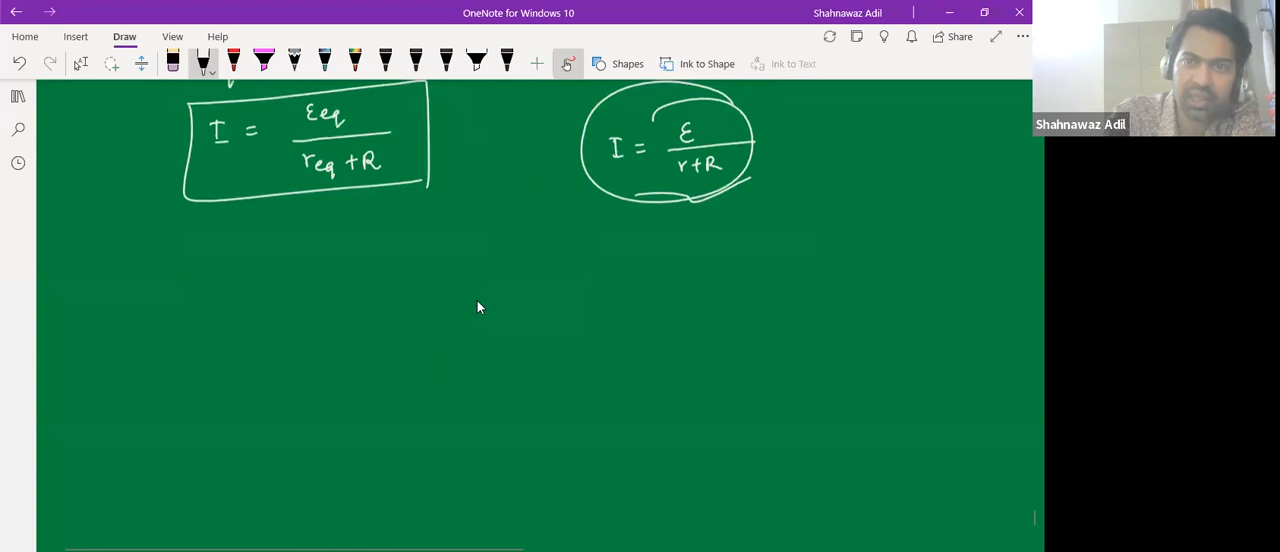 OneNote for Windows 10
Shahnawaz Adil
Home Insert Draw View Help
Share
Shapes
Ink to Shape
Ink to Text
Shahnawaz Adil
I = εeq / req + R
I = ε / r + R